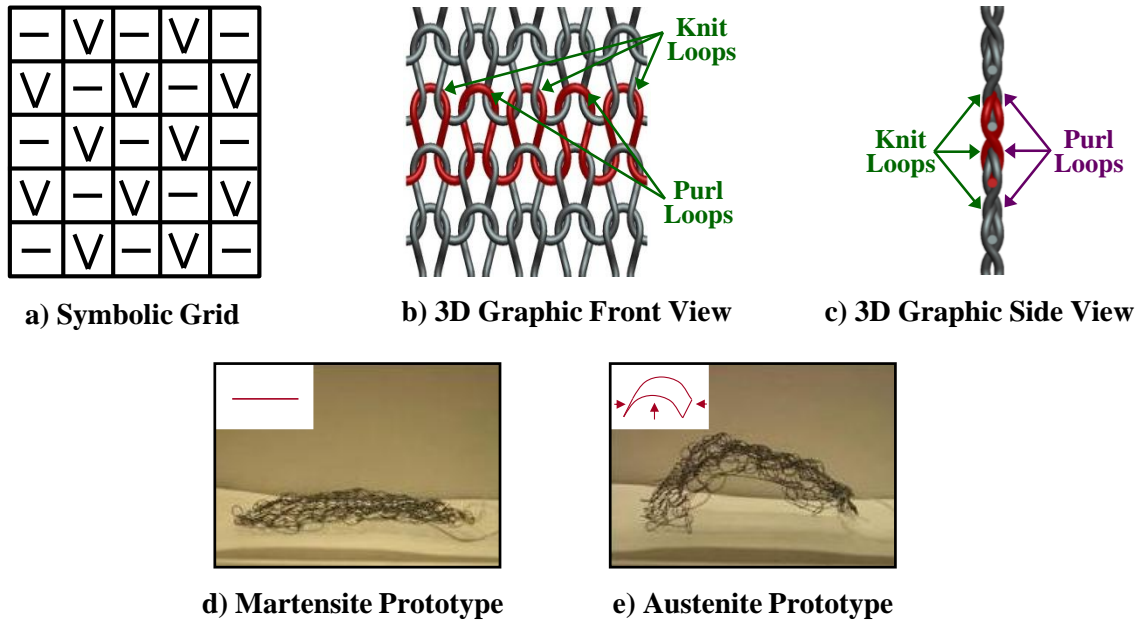 Knit
Loops
Purl
Loops
Knit
Loops
Purl
Loops
a) Symbolic Grid
b) 3D Graphic Front View
c) 3D Graphic Side View
d) Martensite Prototype
e) Austenite Prototype